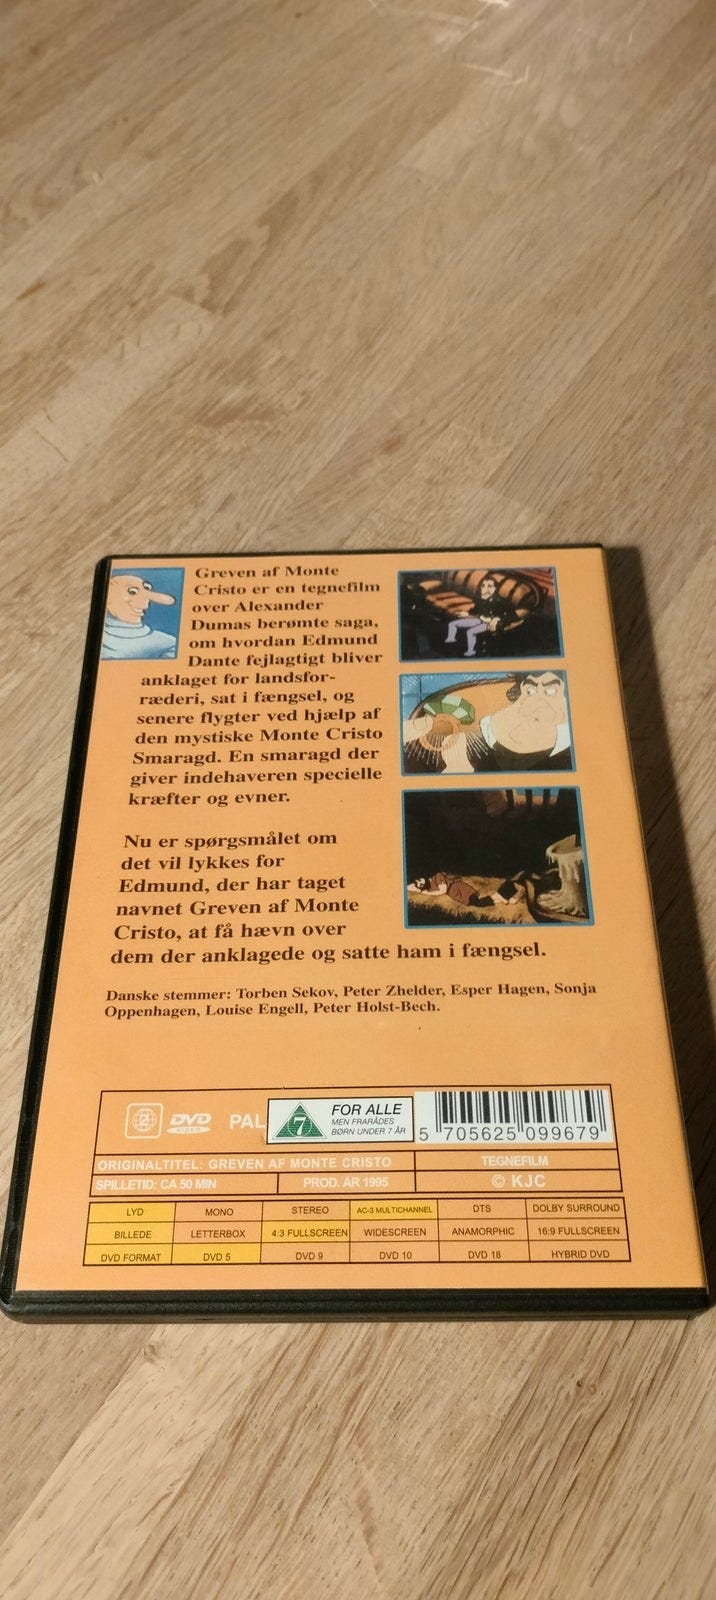 Greven af Monte
Cristo er en tegnefilm
over Alexander
Dumas berømte saga,
om hvordan Edmund
Dante fejlagtigt bliver
anklaget for landsfor-
ræderi, sat i fængsel, og
senere flygter ved hjælp af
den mystiske Monte Cristo
Smaragd. En smaragd der
giver indehaveren specielle
kræfter og evner.
Nu er spørgsmålet om
det vil lykkes for
Edmund, der har taget
navnet Greven af Monte
Cristo, at få hævn over
dem der anklagede og satte ham i fængsel.
Danske stemmer: Torben Sekov, Peter Zhelder, Esper Hagen, Sonja
Oppenhagen, Louise Engell, Peter Holst-Bech.
2 DVD VIDEO PAL
7
FOR ALLE
MEN FRARÅDES
BØRN UNDER 7 ÅR
5 705625 099679
ORIGINALTITEL: GREVEN AF MONTE CRISTO TEGNEFILM
SPILLETID: CA 50 MIN PROD. ÅR 1995 © KJC
LYD MONO STEREO AC-3 MULTICHANNEL DTS DOLBY SURROUND
BILLEDE LETTERBOX 4:3 FULLSCREEN WIDESCREEN ANAMORPHIC 16:9 FULLSCREEN
DVD FORMAT DVD 5 DVD 9 DVD 10 DVD 18 HYBRID DVD